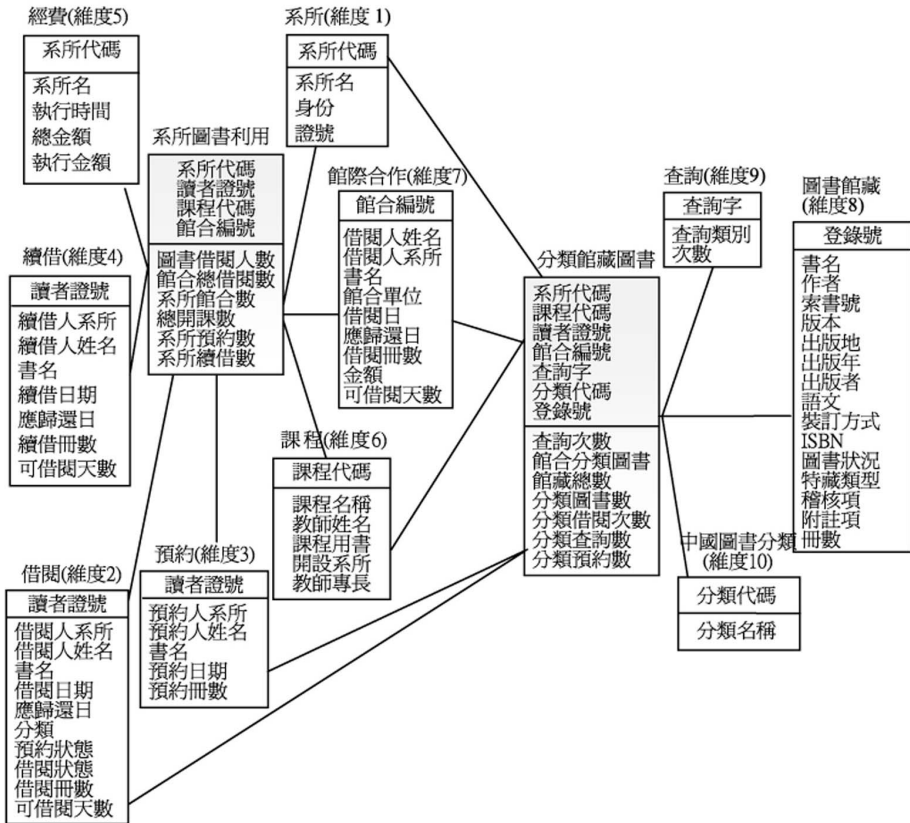 經費(維度5)
系所代碼
系所名
執行時間
總金額
執行金額
系所(維度 1)
系所代碼
系所名
身份
證號
系所圖書利用
系所代碼
讀者證號
課程代碼
館合編號
圖書借閱人數
館合總借閱數
系所館合數
總開課數
系所預約數
系所續借數
館際合作(維度7)
館合編號
借閱人姓名
借閱人系所
書名
館合單位
借閱日
應歸還日
借閱冊數
金額
可借閱天數
查詢(維度9)
查詢字
查詢類別
次數
圖書館藏
(維度8)
登錄號
書名
作者
索書號
版本
出版地
出版年
出版者
語文
裝訂方式
ISBN
圖書狀況
特藏類型
稽核項
附註項
冊數
續借(維度4)
讀者證號
續借人系所
續借人姓名
書名
續借日期
應歸還日
續借冊數
可借閱天數
分類館藏圖書
系所代碼
課程代碼
讀者證號
館合編號
查詢字
分類代碼
登錄號
查詢次數
館合分類圖書
館藏總數
分類圖書數
分類借閱次數
分類查詢數
分類預約數
課程(維度6)
課程代碼
課程名稱
教師姓名
課程用書
開設系所
教師專長
中國圖書分類
(維度10)
分類代碼
分類名稱
預約(維度3)
讀者證號
預約人系所
預約人姓名
書名
預約日期
預約冊數
借閱(維度2)
讀者證號
借閱人系所
借閱人姓名
書名
借閱日期
應歸還日
分類
預約狀態
借閱狀態
借閱冊數
可借閱天數